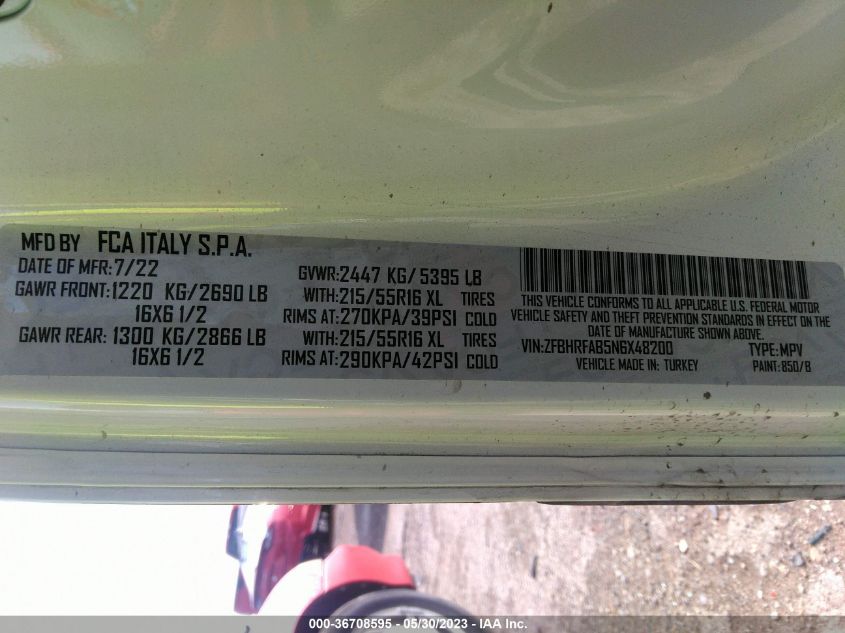 MFD BY FCA ITALY S.P.A.
DATE OF MFR:7/22 GVWR:2447 KG/5395 LB
GAWR FRONT:1220 KG/2690 LB WITH:215/55R16 XL TIRES
16X6 1/2 RIMS AT:270KPA/39PSI COLD
GAWR REAR:1300 KG/2866 LB WITH:215/55R16 XL TIRES
16X6 1/2 RIMS AT:290KPA/42PSI COLD
THIS VEHICLE CONFORMS TO ALL APPLICABLE U.S. FEDERAL MOTOR
VEHICLE SAFETY AND THEFT PREVENTION STANDARDS IN EFFECT ON THE
DATE OF MANUFACTURE SHOWN ABOVE.
VIN:ZFBHRFAB5N6X48200 TYPE:MPV
VEHICLE MADE IN: TURKEY PAINT:850/B
000-36708595 - 05/30/2023 - IAA Inc.